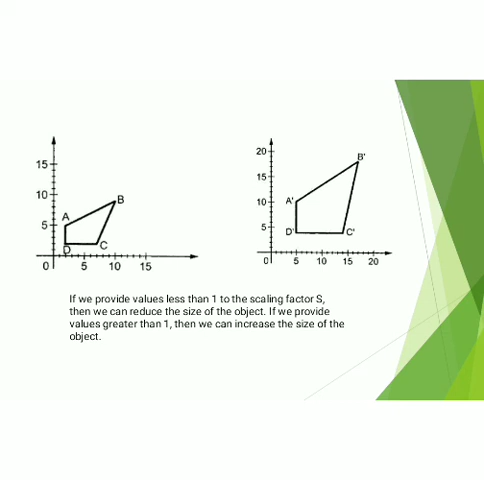 15
10
5
0
5
10
15
A
B
C
D
20
15
10
5
0
5
10
15
20
A'
B'
C'
D'
If we provide values less than 1 to the scaling factor S,
then we can reduce the size of the object. If we provide
values greater than 1, then we can increase the size of the
object.